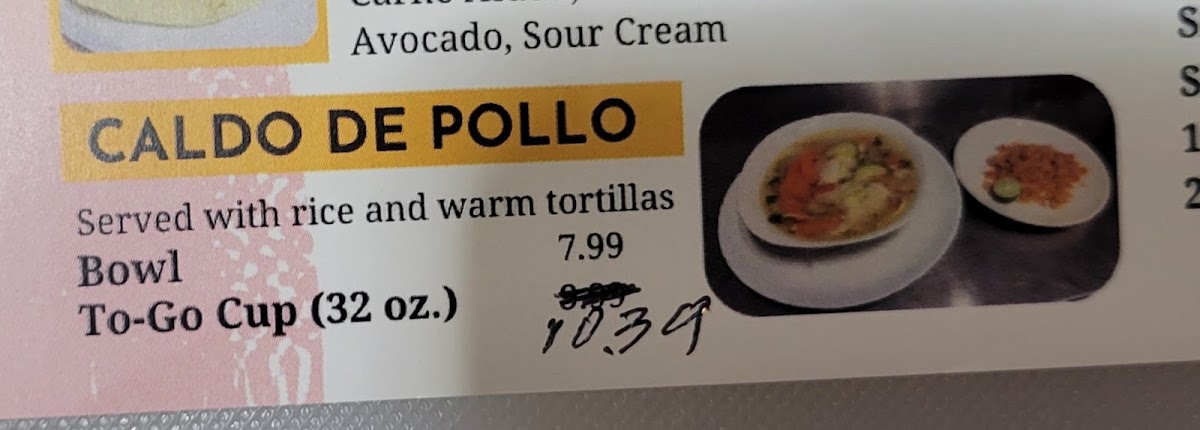 Avocado, Sour Cream
CALDO DE POLLO
Served with rice and warm tortillas
Bowl 7.99
To-Go Cup (32 oz.)
10.39